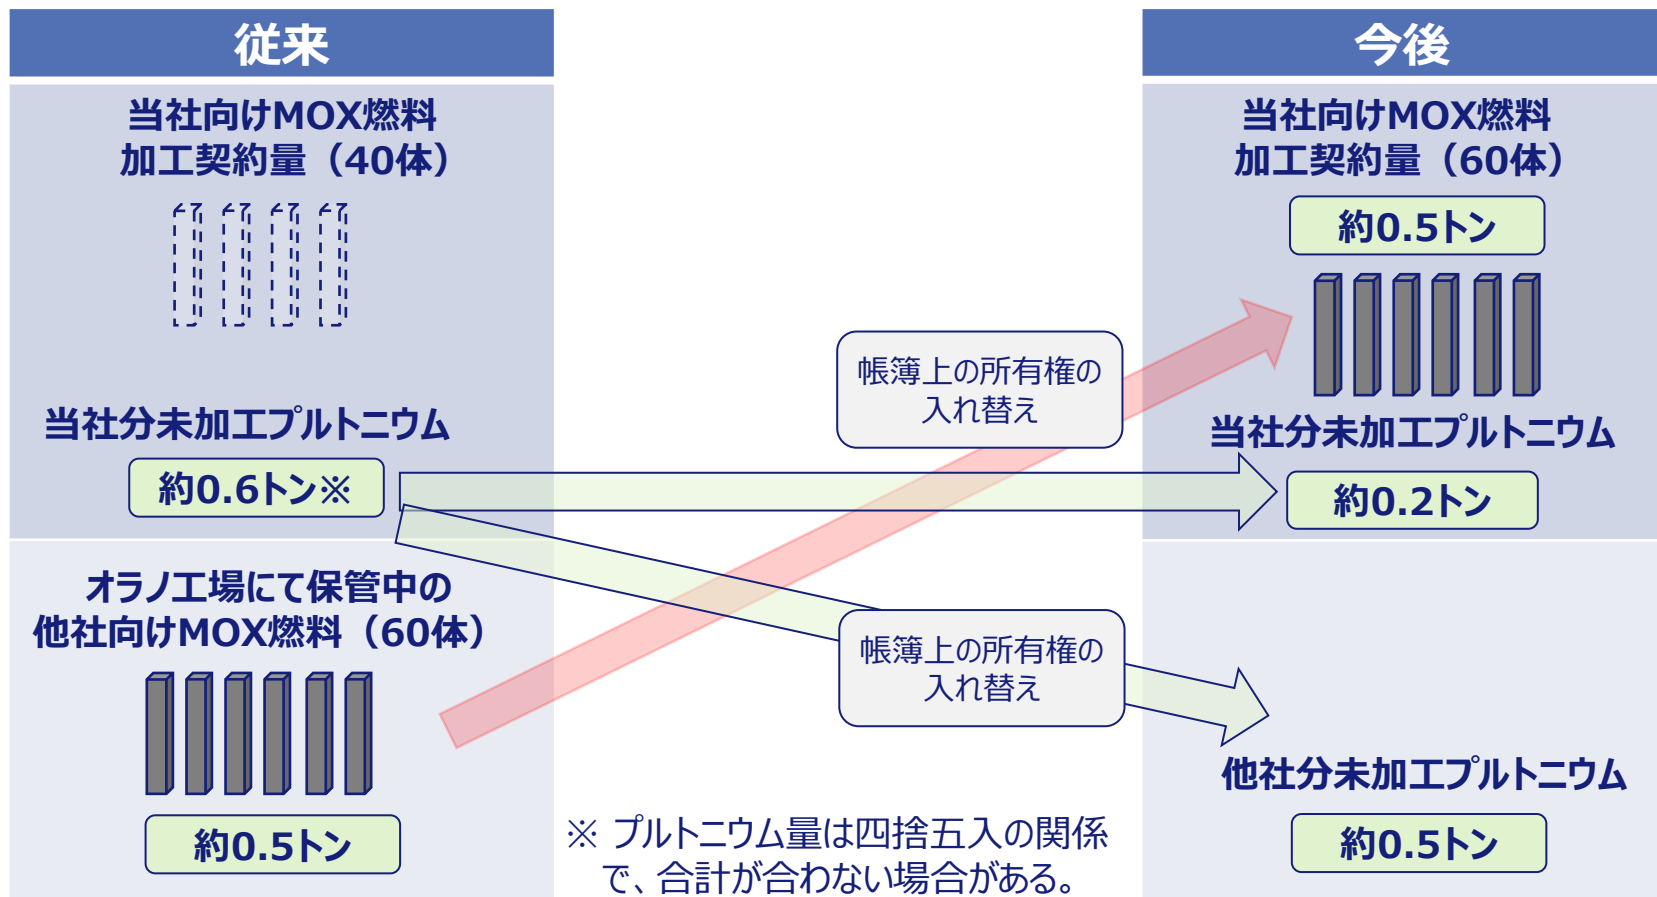 従来
当社向けMOX燃料
加工契約量（40体）
当社分未加工プルトニウム
約0.6トン※
オラノ工場にて保管中の
他社向けMOX燃料（60体）
約0.5トン
帳簿上の所有権の
入れ替え
帳簿上の所有権の
入れ替え
※ プルトニウム量は四捨五入の関係
で、合計が合わない場合がある。
今後
当社向けMOX燃料
加工契約量（60体）
約0.5トン
当社分未加工プルトニウム
約0.2トン
他社分未加工プルトニウム
約0.5トン